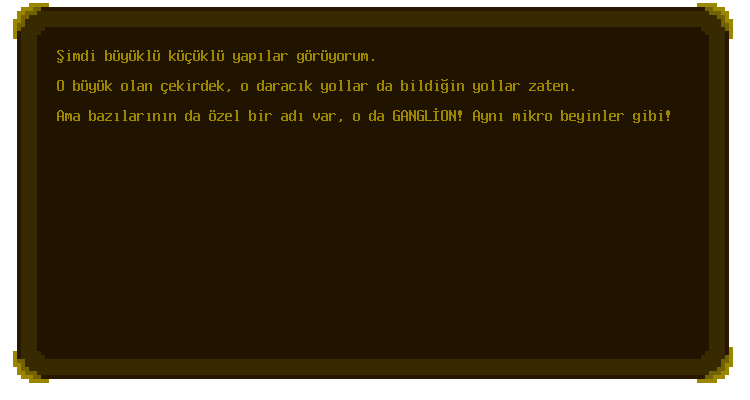 Şimdi büyüklü küçüklü yapılar görüyorum.
O büyük olan çekirdek, o daracık yollar da bildiğin yollar zaten.
Ama bazılarının da özel bir adı var, o da GANGLİON! Aynı mikro beyinler gibi!